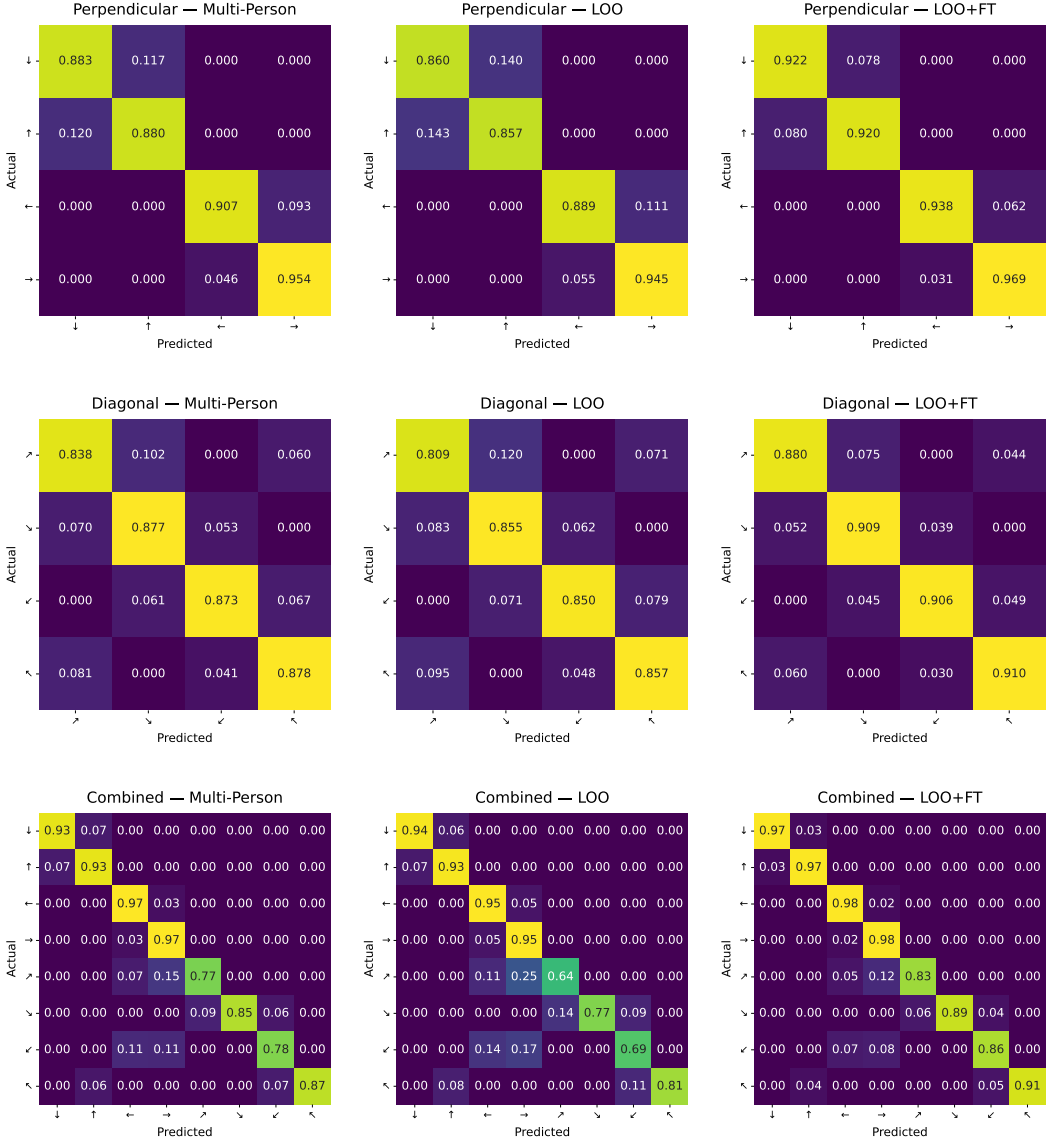 Perpendicular — Multi-Person
Actual
↓ 0.883 0.117 0.000 0.000
↑ 0.120 0.880 0.000 0.000
← 0.000 0.000 0.907 0.093
→ 0.000 0.000 0.046 0.954
↓ ↑ ← →
Predicted
Perpendicular — LOO
Actual
↓ 0.860 0.140 0.000 0.000
↑ 0.143 0.857 0.000 0.000
← 0.000 0.000 0.889 0.111
→ 0.000 0.000 0.055 0.945
↓ ↑ ← →
Predicted
Perpendicular — LOO+FT
Actual
↓ 0.922 0.078 0.000 0.000
↑ 0.080 0.920 0.000 0.000
← 0.000 0.000 0.938 0.062
→ 0.000 0.000 0.031 0.969
↓ ↑ ← →
Predicted
Diagonal — Multi-Person
Actual
↗ 0.838 0.102 0.000 0.060
↘ 0.070 0.877 0.053 0.000
↙ 0.000 0.061 0.873 0.067
↖ 0.081 0.000 0.041 0.878
↗ ↘ ↙ ↖
Predicted
Diagonal — LOO
Actual
↗ 0.809 0.120 0.000 0.071
↘ 0.083 0.855 0.062 0.000
↙ 0.000 0.071 0.850 0.079
↖ 0.095 0.000 0.048 0.857
↗ ↘ ↙ ↖
Predicted
Diagonal — LOO+FT
Actual
↗ 0.880 0.075 0.000 0.044
↘ 0.052 0.909 0.039 0.000
↙ 0.000 0.045 0.906 0.049
↖ 0.060 0.000 0.030 0.910
↗ ↘ ↙ ↖
Predicted
Combined — Multi-Person
Actual
↓ 0.93 0.07 0.00 0.00 0.00 0.00 0.00 0.00
↑ 0.07 0.93 0.00 0.00 0.00 0.00 0.00 0.00
← 0.00 0.00 0.97 0.03 0.00 0.00 0.00 0.00
→ 0.00 0.00 0.03 0.97 0.00 0.00 0.00 0.00
↗ 0.00 0.00 0.07 0.15 0.77 0.00 0.00 0.00
↘ 0.00 0.00 0.00 0.00 0.09 0.85 0.06 0.00
↙ 0.00 0.00 0.11 0.11 0.00 0.00 0.78 0.00
↖ 0.00 0.06 0.00 0.00 0.00 0.00 0.07 0.87
↓ ↑ ← → ↗ ↘ ↙ ↖
Predicted
Combined — LOO
Actual
↓ 0.94 0.06 0.00 0.00 0.00 0.00 0.00 0.00
↑ 0.07 0.93 0.00 0.00 0.00 0.00 0.00 0.00
← 0.00 0.00 0.95 0.05 0.00 0.00 0.00 0.00
→ 0.00 0.00 0.05 0.95 0.00 0.00 0.00 0.00
↗ 0.00 0.00 0.11 0.25 0.64 0.00 0.00 0.00
↘ 0.00 0.00 0.00 0.00 0.14 0.77 0.09 0.00
↙ 0.00 0.00 0.14 0.17 0.00 0.00 0.69 0.00
↖ 0.00 0.08 0.00 0.00 0.00 0.00 0.11 0.81
↓ ↑ ← → ↗ ↘ ↙ ↖
Predicted
Combined — LOO+FT
Actual
↓ 0.97 0.03 0.00 0.00 0.00 0.00 0.00 0.00
↑ 0.03 0.97 0.00 0.00 0.00 0.00 0.00 0.00
← 0.00 0.00 0.98 0.02 0.00 0.00 0.00 0.00
→ 0.00 0.00 0.02 0.98 0.00 0.00 0.00 0.00
↗ 0.00 0.00 0.05 0.12 0.83 0.00 0.00 0.00
↘ 0.00 0.00 0.00 0.00 0.06 0.89 0.04 0.00
↙ 0.00 0.00 0.07 0.08 0.00 0.00 0.86 0.00
↖ 0.00 0.04 0.00 0.00 0.00 0.00 0.05 0.91
↓ ↑ ← → ↗ ↘ ↙ ↖
Predicted